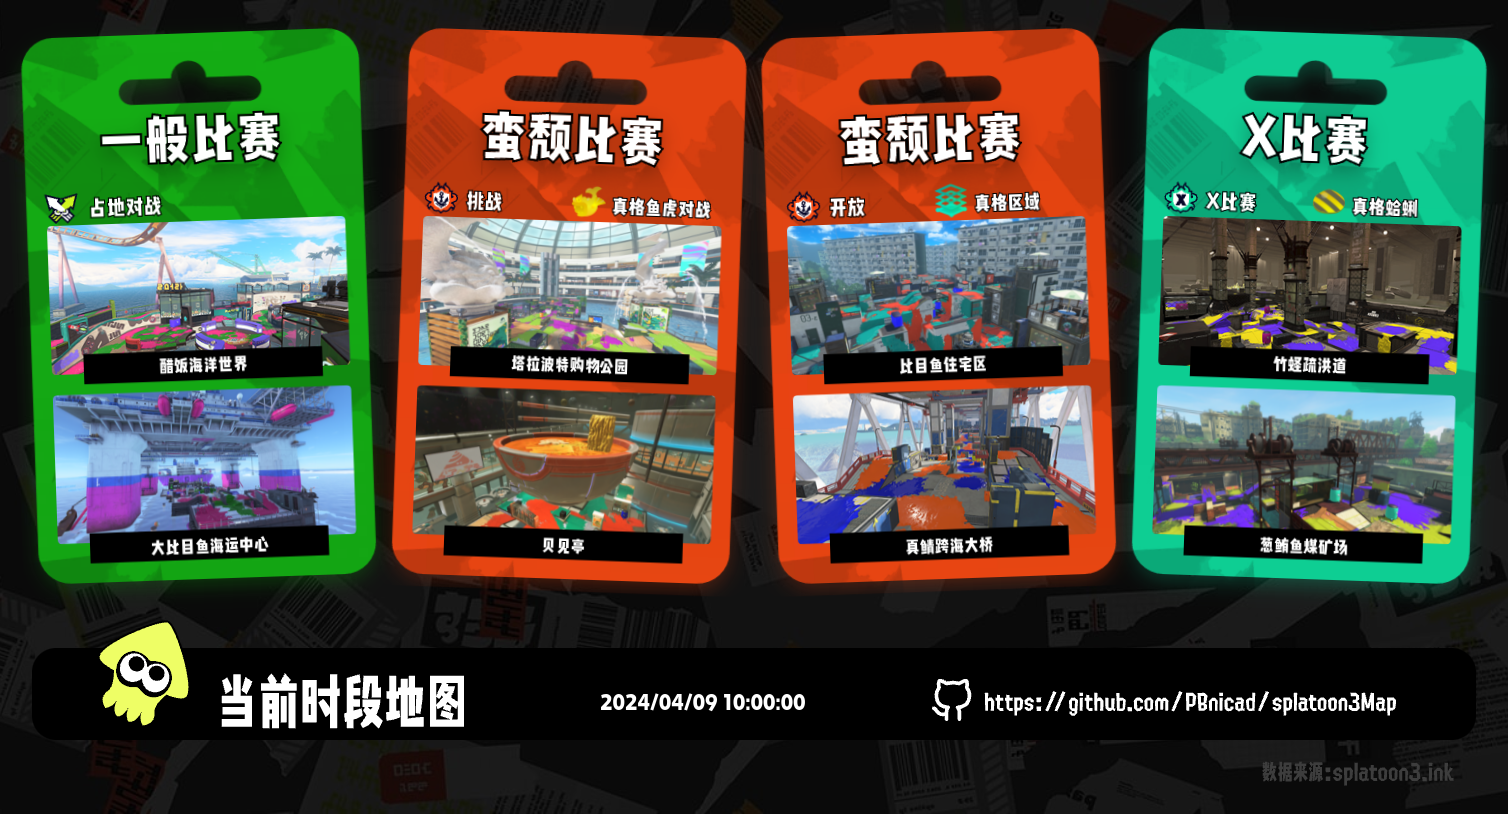 一般比赛
占地对战
醋饭海洋世界
大比目鱼海运中心
蛮颓比赛
挑战
真格鱼虎对战
塔拉波特购物公园
贝见亭
蛮颓比赛
开放
真格区域
比目鱼住宅区
真鲭跨海大桥
X比赛
X比赛
真格蛤蜊
竹蛏疏洪道
葱鲔鱼煤矿场
当前时段地图
2024/04/09 10:00:00
https://github.com/PBnicad/splatoon3Map
数据来源:splatoon3.ink